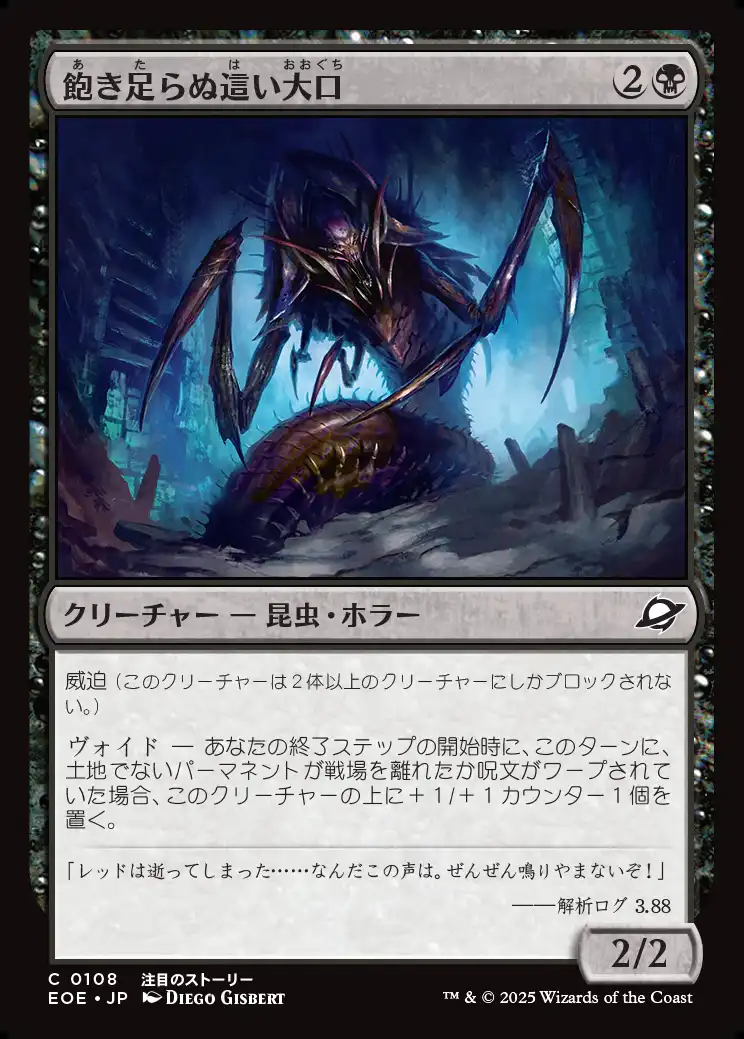 飽き足らぬ這い大口
あ た は おおぐち
2
クリーチャー — 昆虫・ホラー
威迫（このクリーチャーは２体以上のクリーチャーにしかブロックされな
い。）
ヴォイド — あなたの終了ステップの開始時に、このターンに、
土地でないパーマネントが戦場を離れたか呪文がワープされて
いた場合、このクリーチャーの上に＋１/＋１カウンター１個を
置く。
「レッドは逝ってしまった……なんだこの声は。ぜんぜん鳴りやまないぞ！」
——解析ログ 3.88
2/2
C 0108 注目のストーリー
EOE • JP DIEGO GISBERT
™ & © 2025 Wizards of the Coast